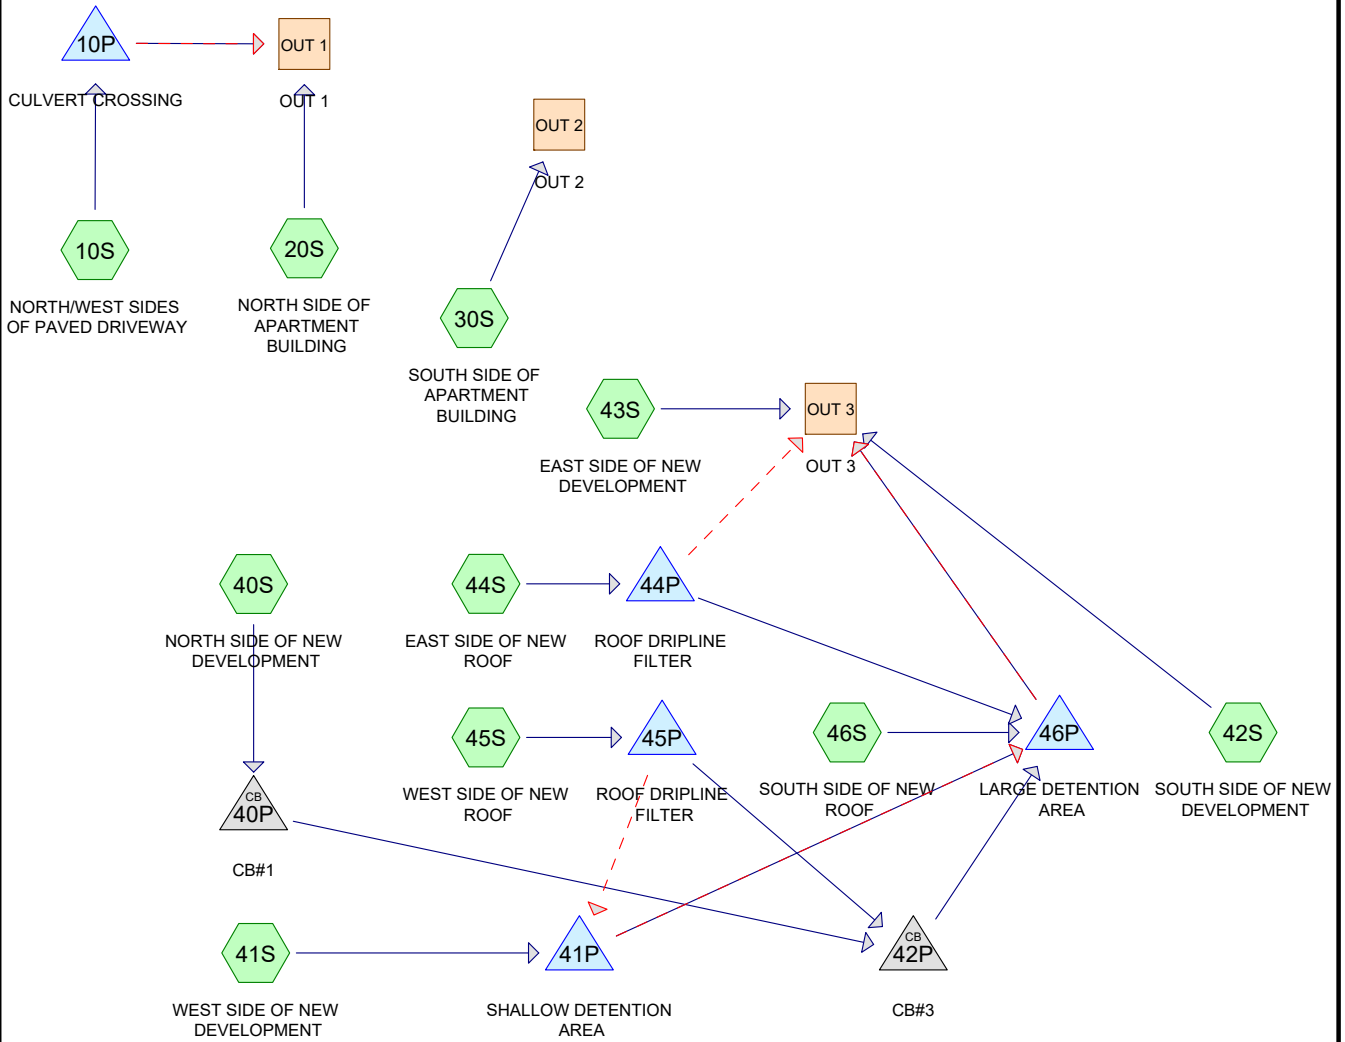 10P
OUT 1
CULVERT CROSSING
OUT 1
OUT 2
OUT 2
10S
NORTH/WEST SIDES
OF PAVED DRIVEWAY
20S
NORTH SIDE OF
APARTMENT
BUILDING
30S
SOUTH SIDE OF
APARTMENT
BUILDING
43S
EAST SIDE OF NEW
DEVELOPMENT
OUT 3
OUT 3
40S
NORTH SIDE OF NEW
DEVELOPMENT
44S
EAST SIDE OF NEW
ROOF
44P
ROOF DRIPLINE
FILTER
45S
WEST SIDE OF NEW
ROOF
45P
ROOF DRIPLINE
FILTER
46S
SOUTH SIDE OF NEW
ROOF
46P
LARGE DETENTION
AREA
42S
SOUTH SIDE OF NEW
DEVELOPMENT
CB
40P
CB#1
41S
WEST SIDE OF NEW
DEVELOPMENT
41P
SHALLOW DETENTION
AREA
CB
42P
CB#3